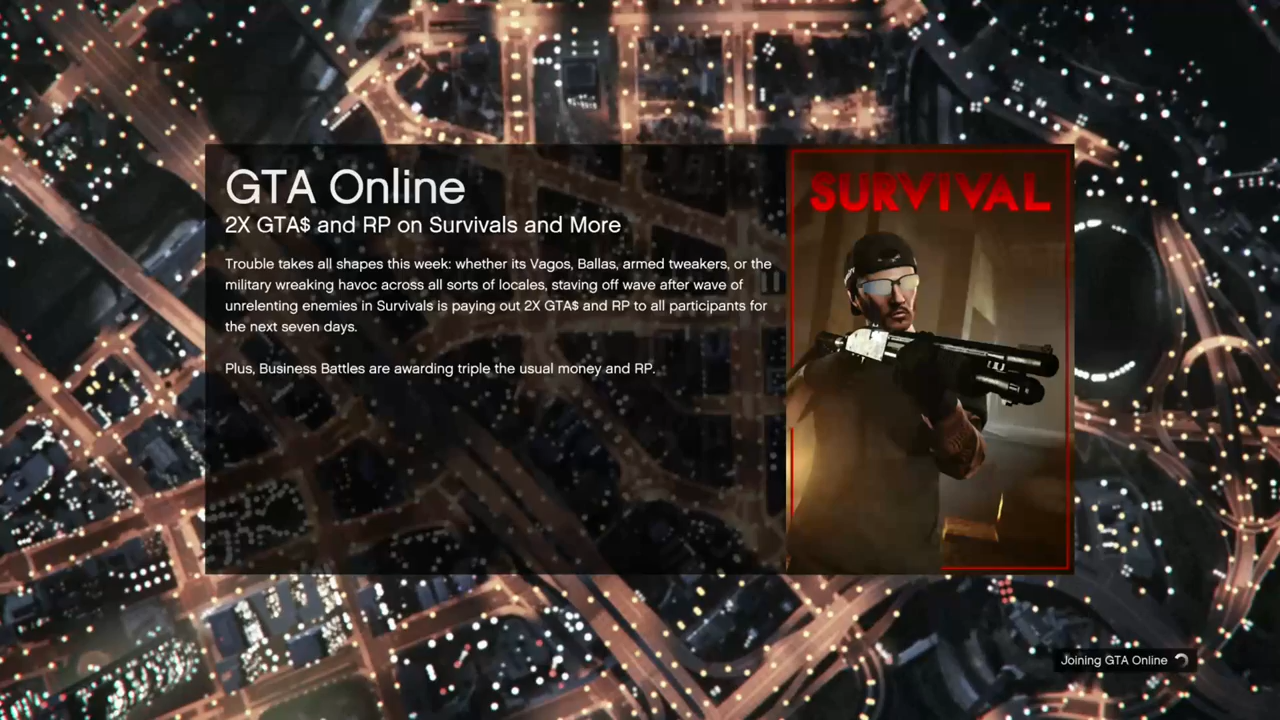 GTA Online
2X GTA$ and RP on Survivals and More
Trouble takes all shapes this week: whether its Vagos, Ballas, armed tweakers, or the
military wreaking havoc across all sorts of locales, staving off wave after wave of
unrelenting enemies in Survivals is paying out 2X GTA$ and RP to all participants for
the next seven days.
Plus, Business Battles are awarding triple the usual money and RP.
SURVIVAL
Joining GTA Online